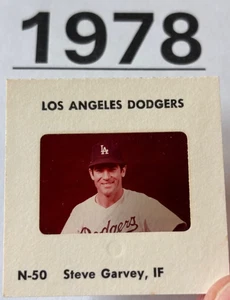 1978
LOS ANGELES DODGERS
LA
Dodgers
N-50 Steve Garvey, IF